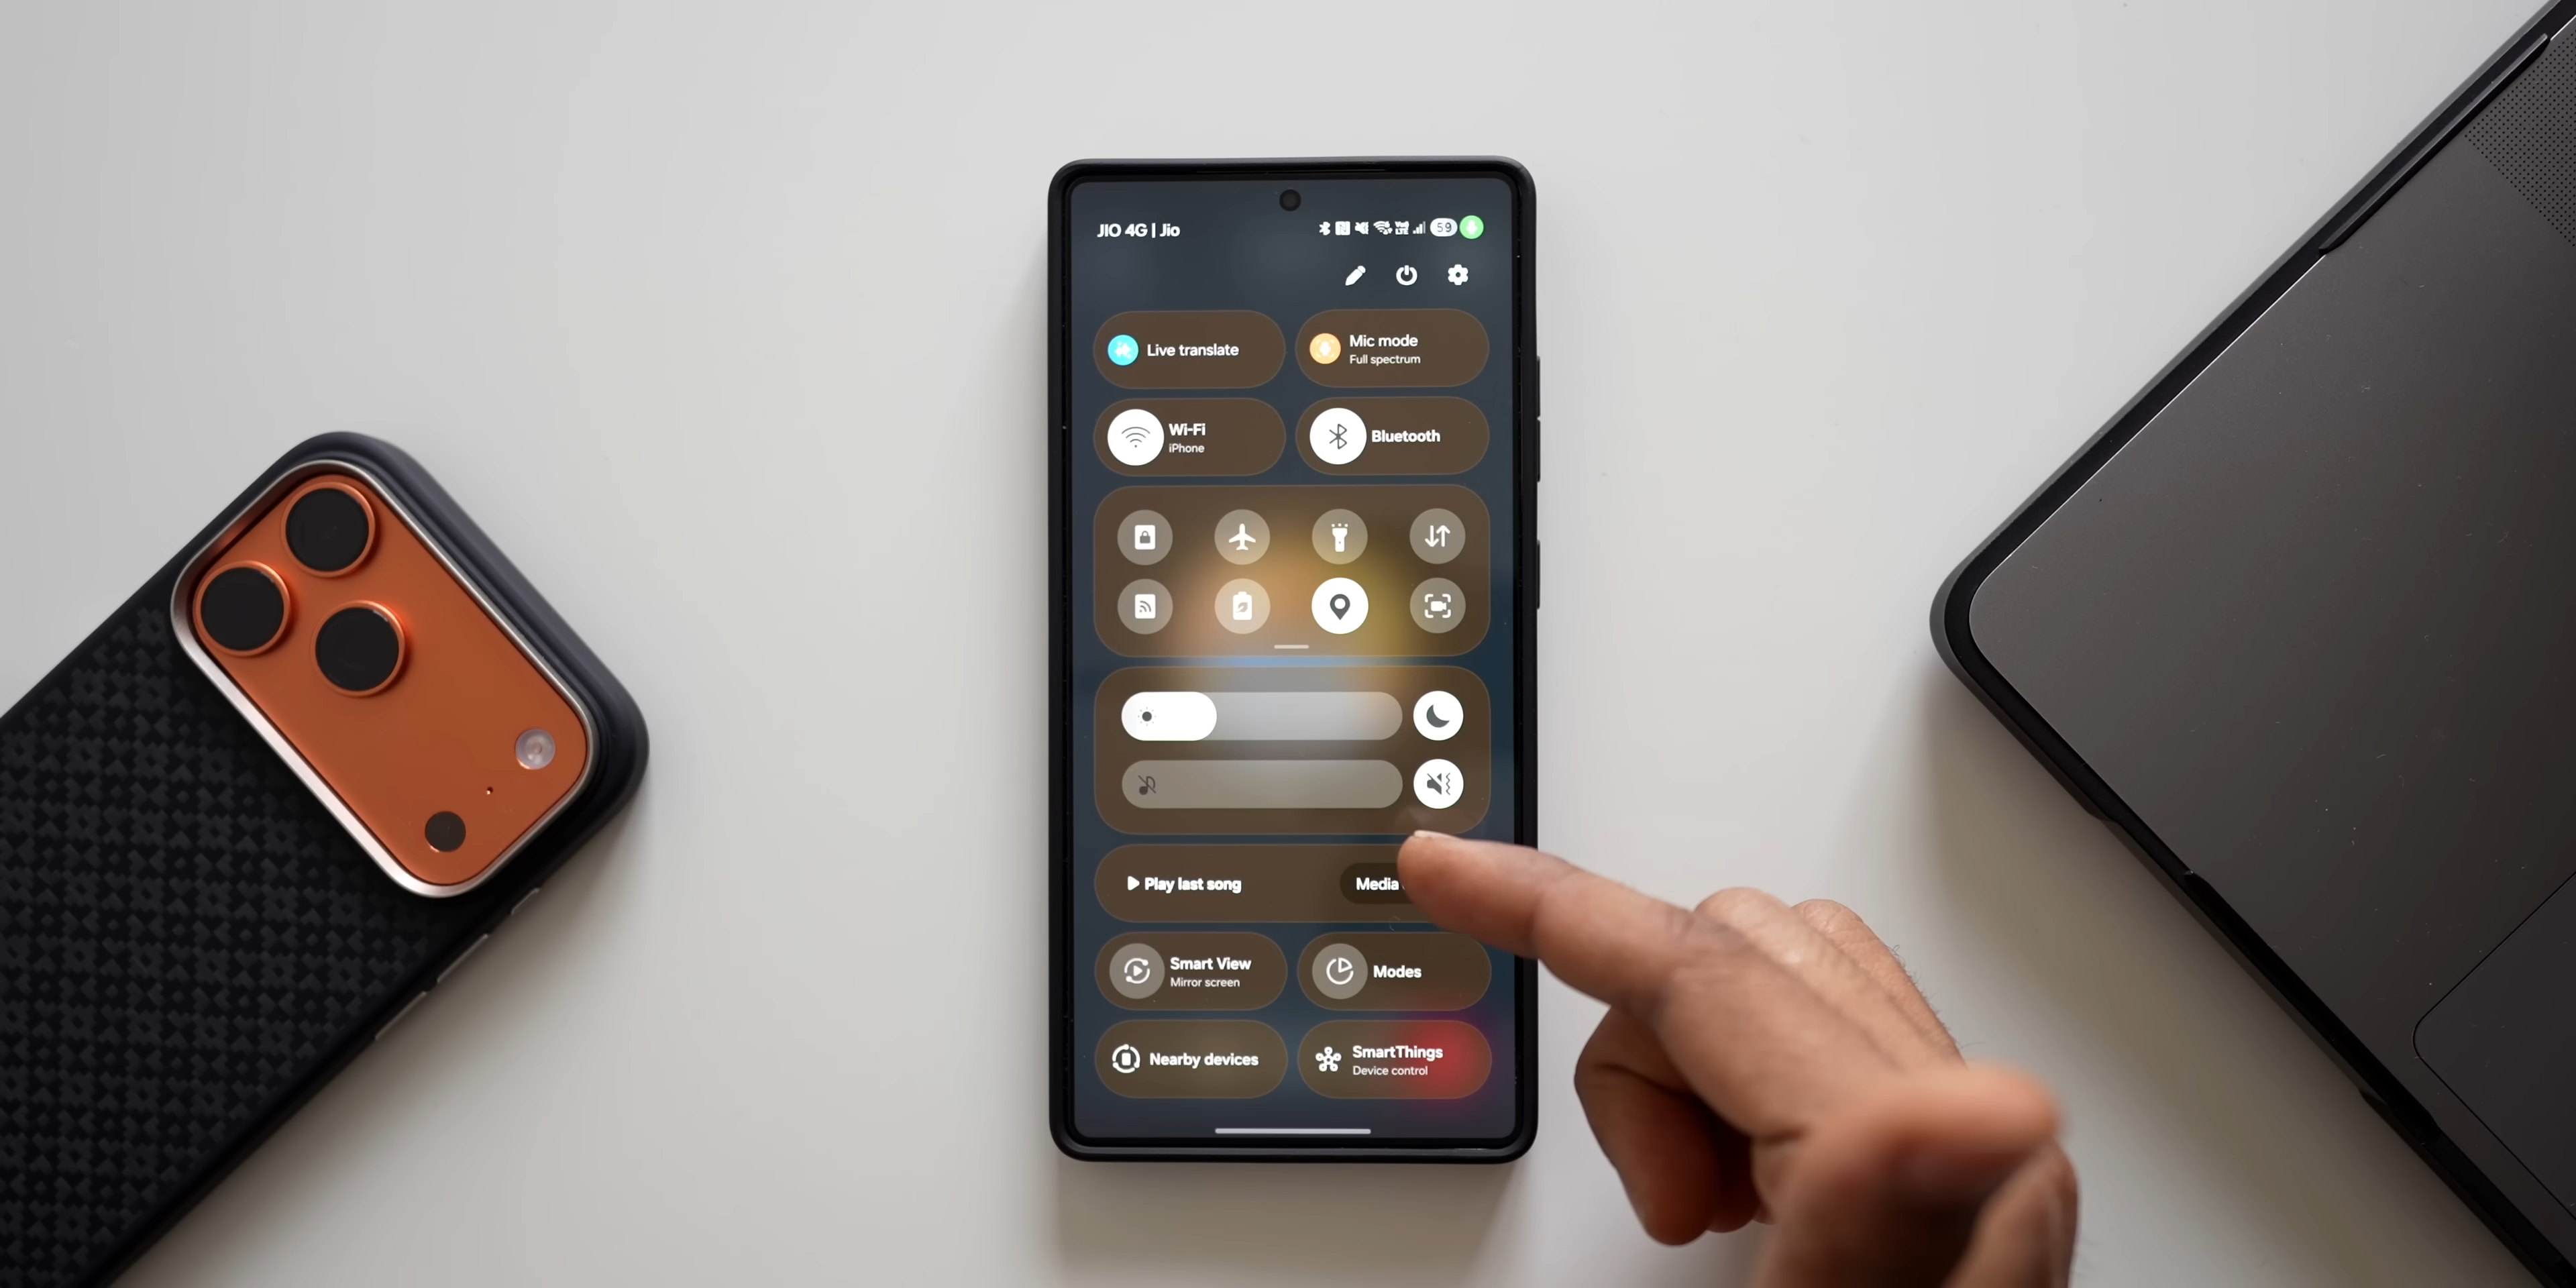 JIO 4G | Jio
59
Live translate
Mic mode
Full spectrum
Wi-Fi
iPhone
Bluetooth
Play last song
Media
Smart View
Mirror screen
Modes
Nearby devices
SmartThings
Device control